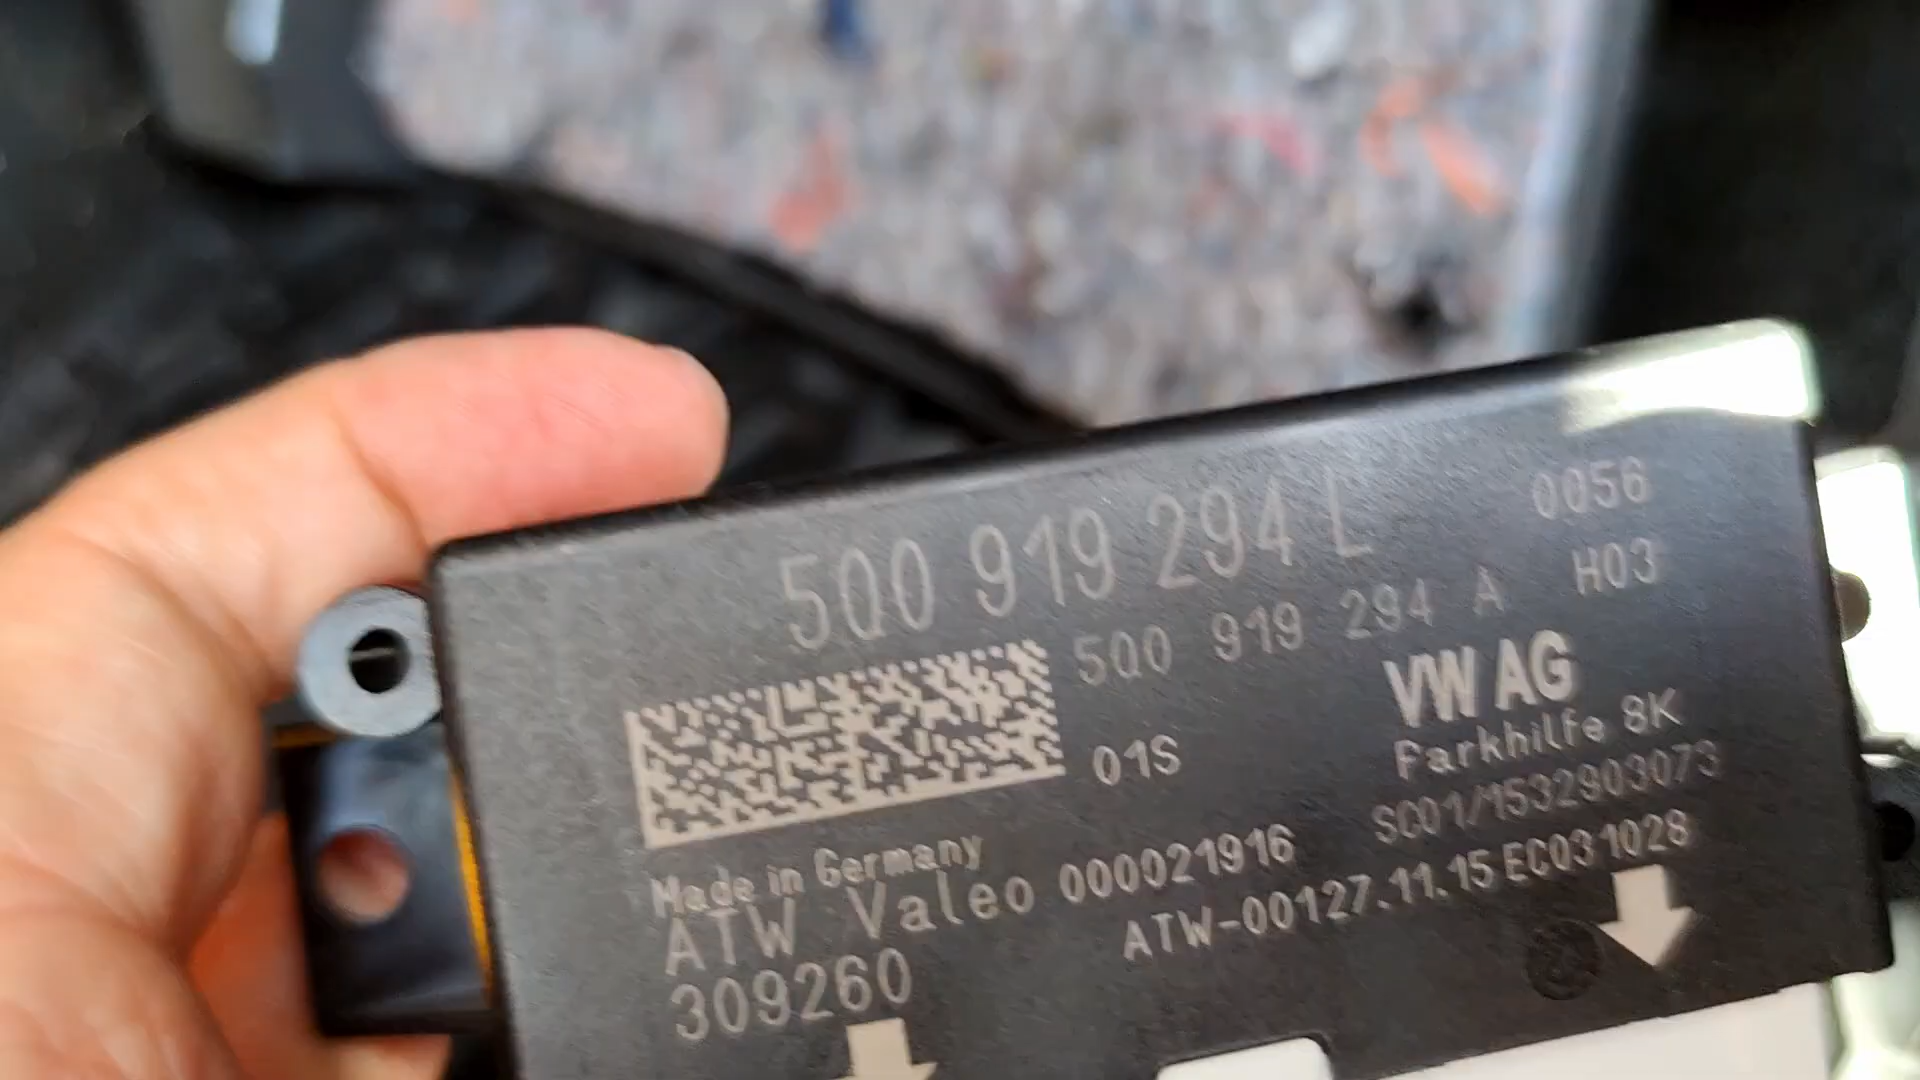 5Q0 919 294 L 0056
5Q0 919 294 A H03
VW AG
01S Parkhilfe 8K
SC01/1532903073
Made in Germany
ATW Valeo 000021916
ATW-00127.11.15 EC03 1028
309260